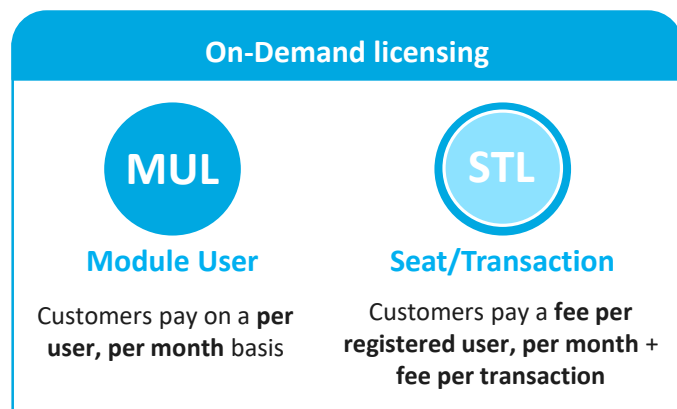 On-Demand licensing
MUL
Module User
Customers pay on a per
user, per month basis
STL
Seat/Transaction
Customers pay a fee per
registered user, per month +
fee per transaction